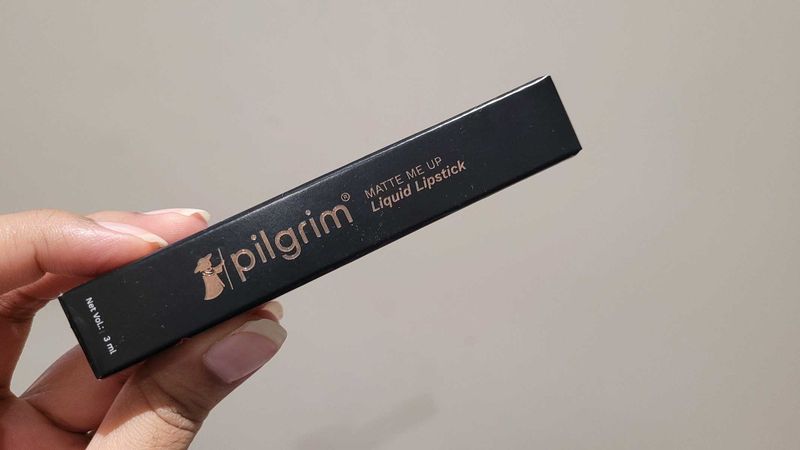 pilgrim®
MATTE ME UP
Liquid Lipstick
Net Vol.: 3 ml